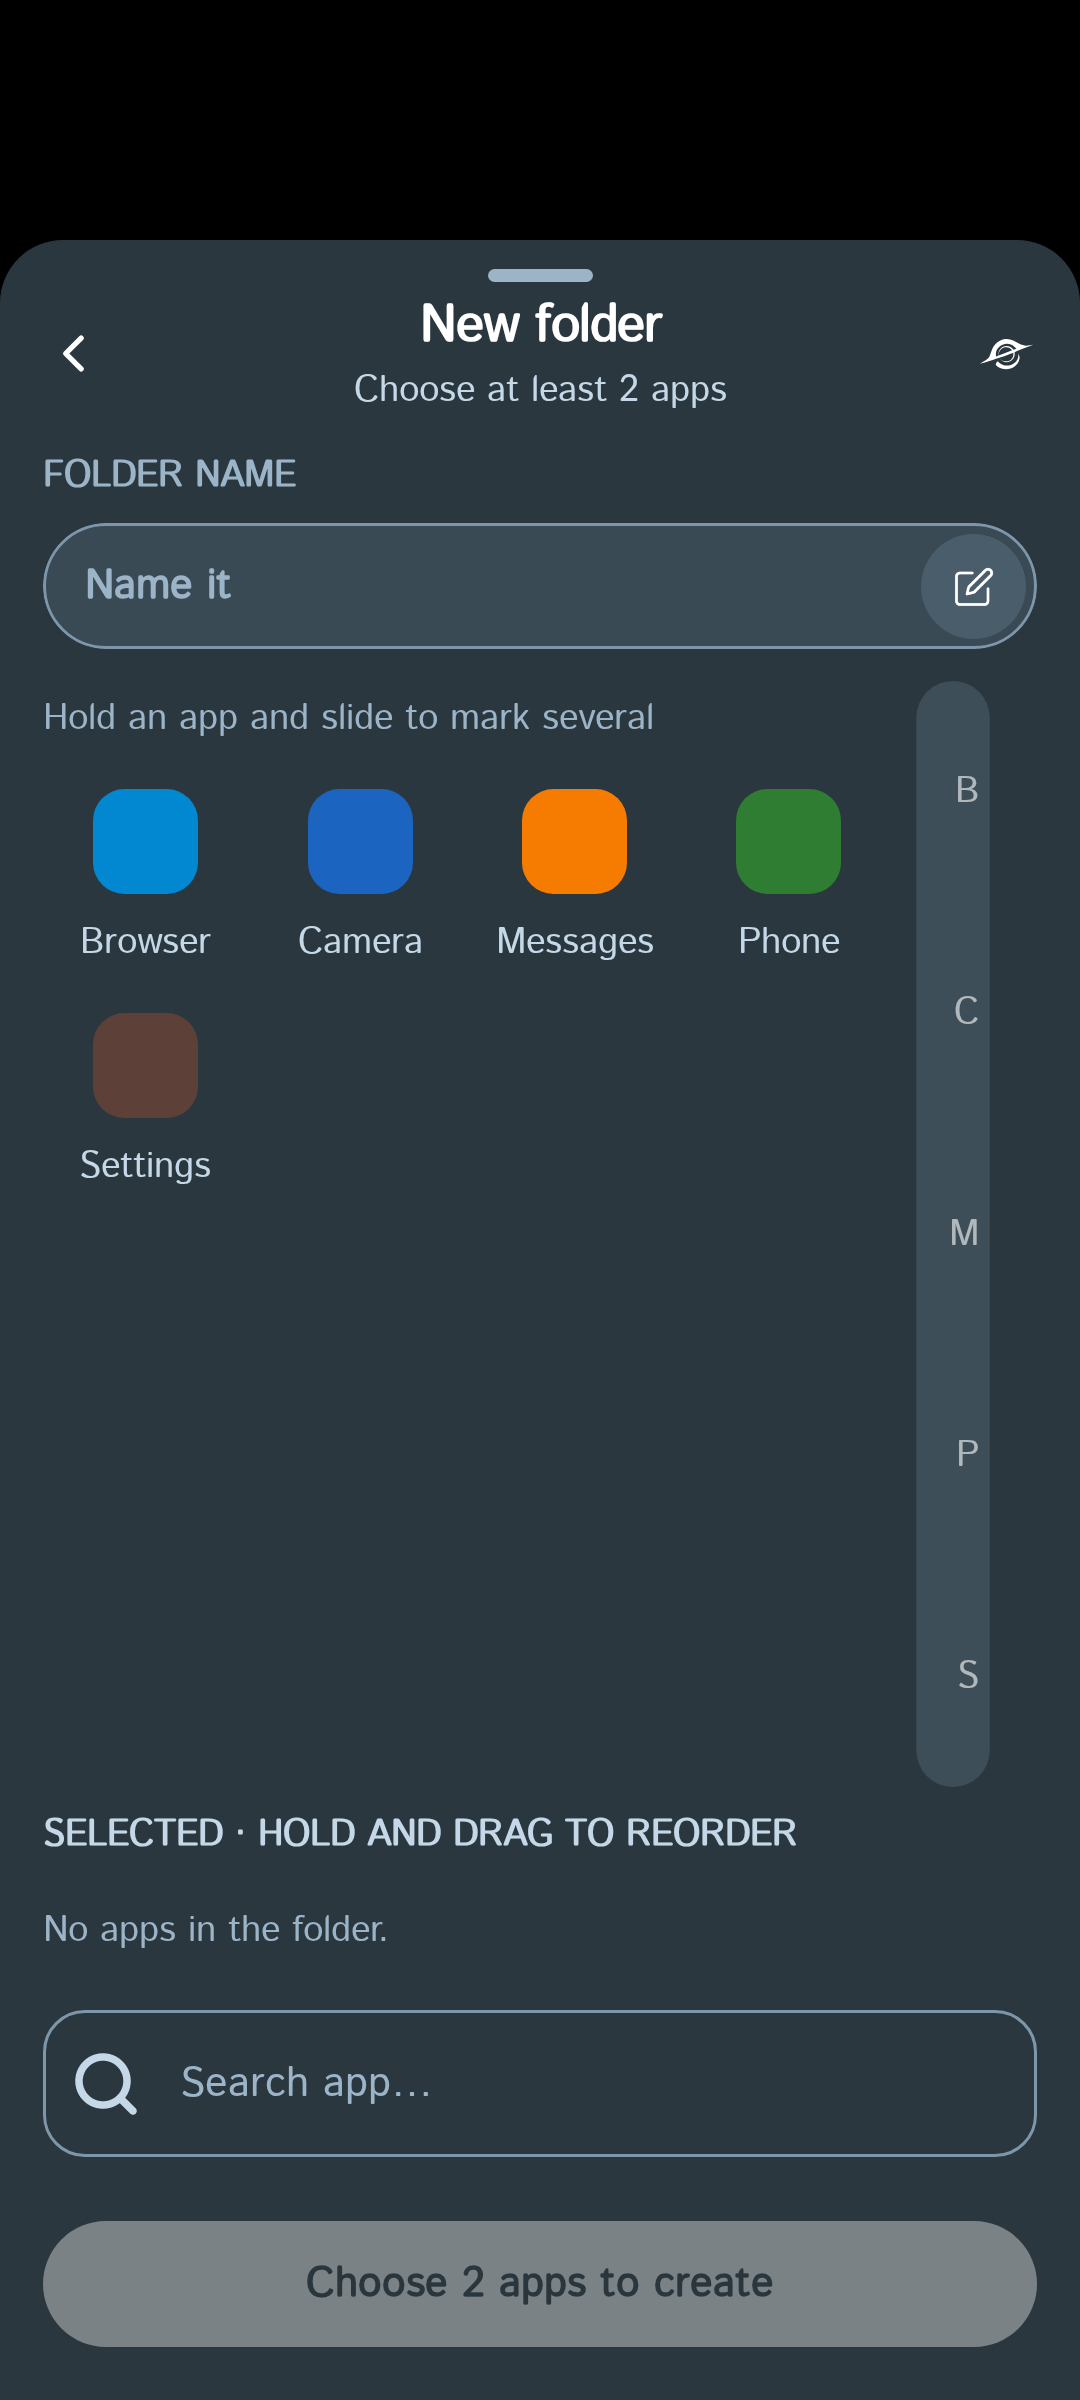 New folder
Choose at least 2 apps
FOLDER NAME
Name it
Hold an app and slide to mark several
Browser
Camera
Messages
Phone
Settings
B
C
M
P
S
SELECTED · HOLD AND DRAG TO REORDER
No apps in the folder.
Search app...
Choose 2 apps to create